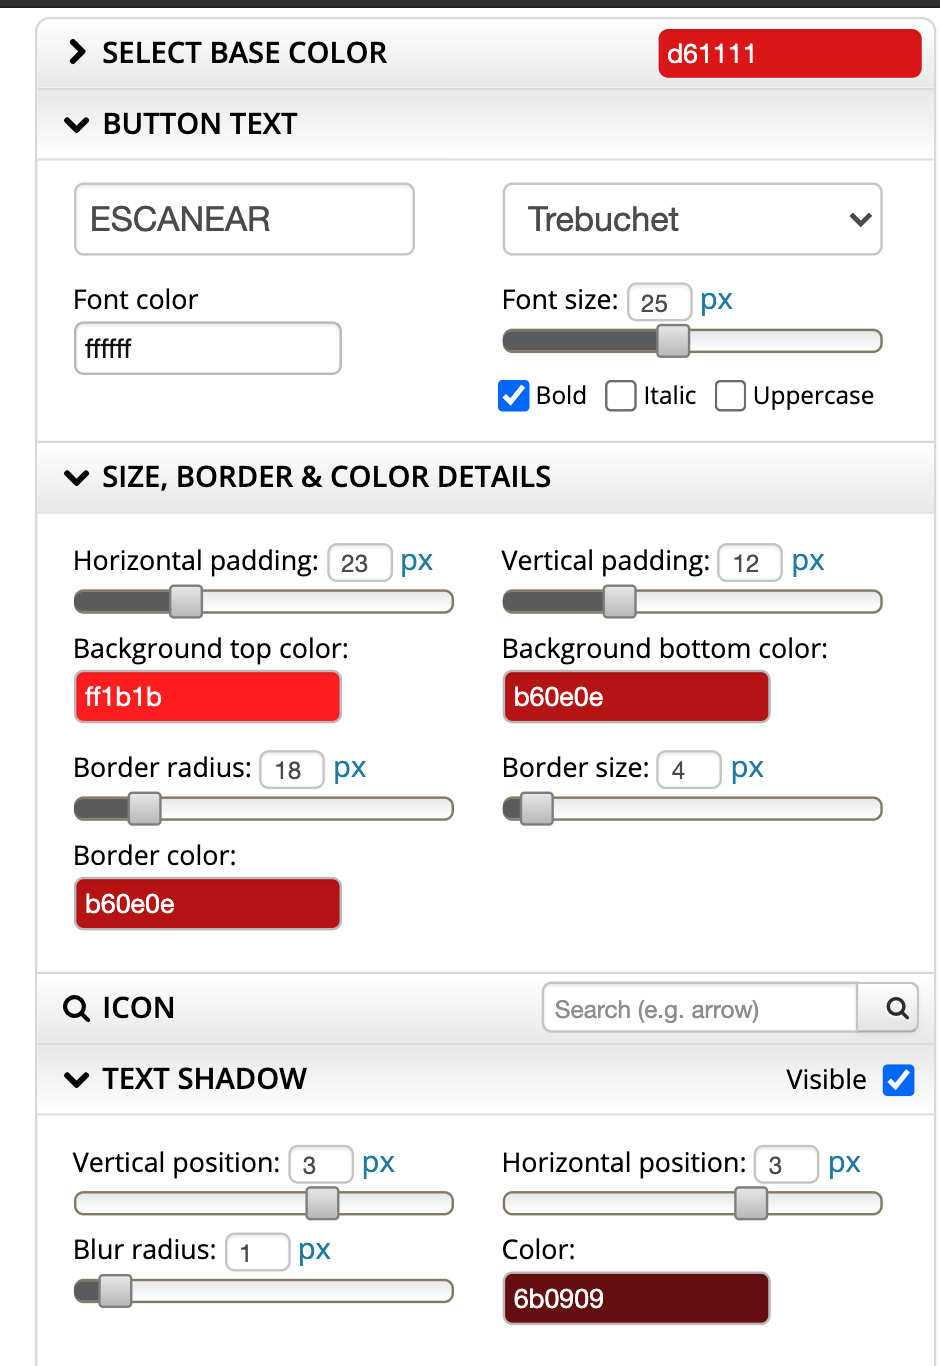 SELECT BASE COLOR d61111
BUTTON TEXT
ESCANEAR Trebuchet
Font color Font size: 25 px
ffffff
Bold Italic Uppercase
SIZE, BORDER & COLOR DETAILS
Horizontal padding: 23 px Vertical padding: 12 px
Background top color: Background bottom color:
ff1b1b b60e0e
Border radius: 18 px Border size: 4 px
Border color:
b60e0e
ICON Search (e.g. arrow)
TEXT SHADOW Visible
Vertical position: 3 px Horizontal position: 3 px
Blur radius: 1 px Color:
6b0909